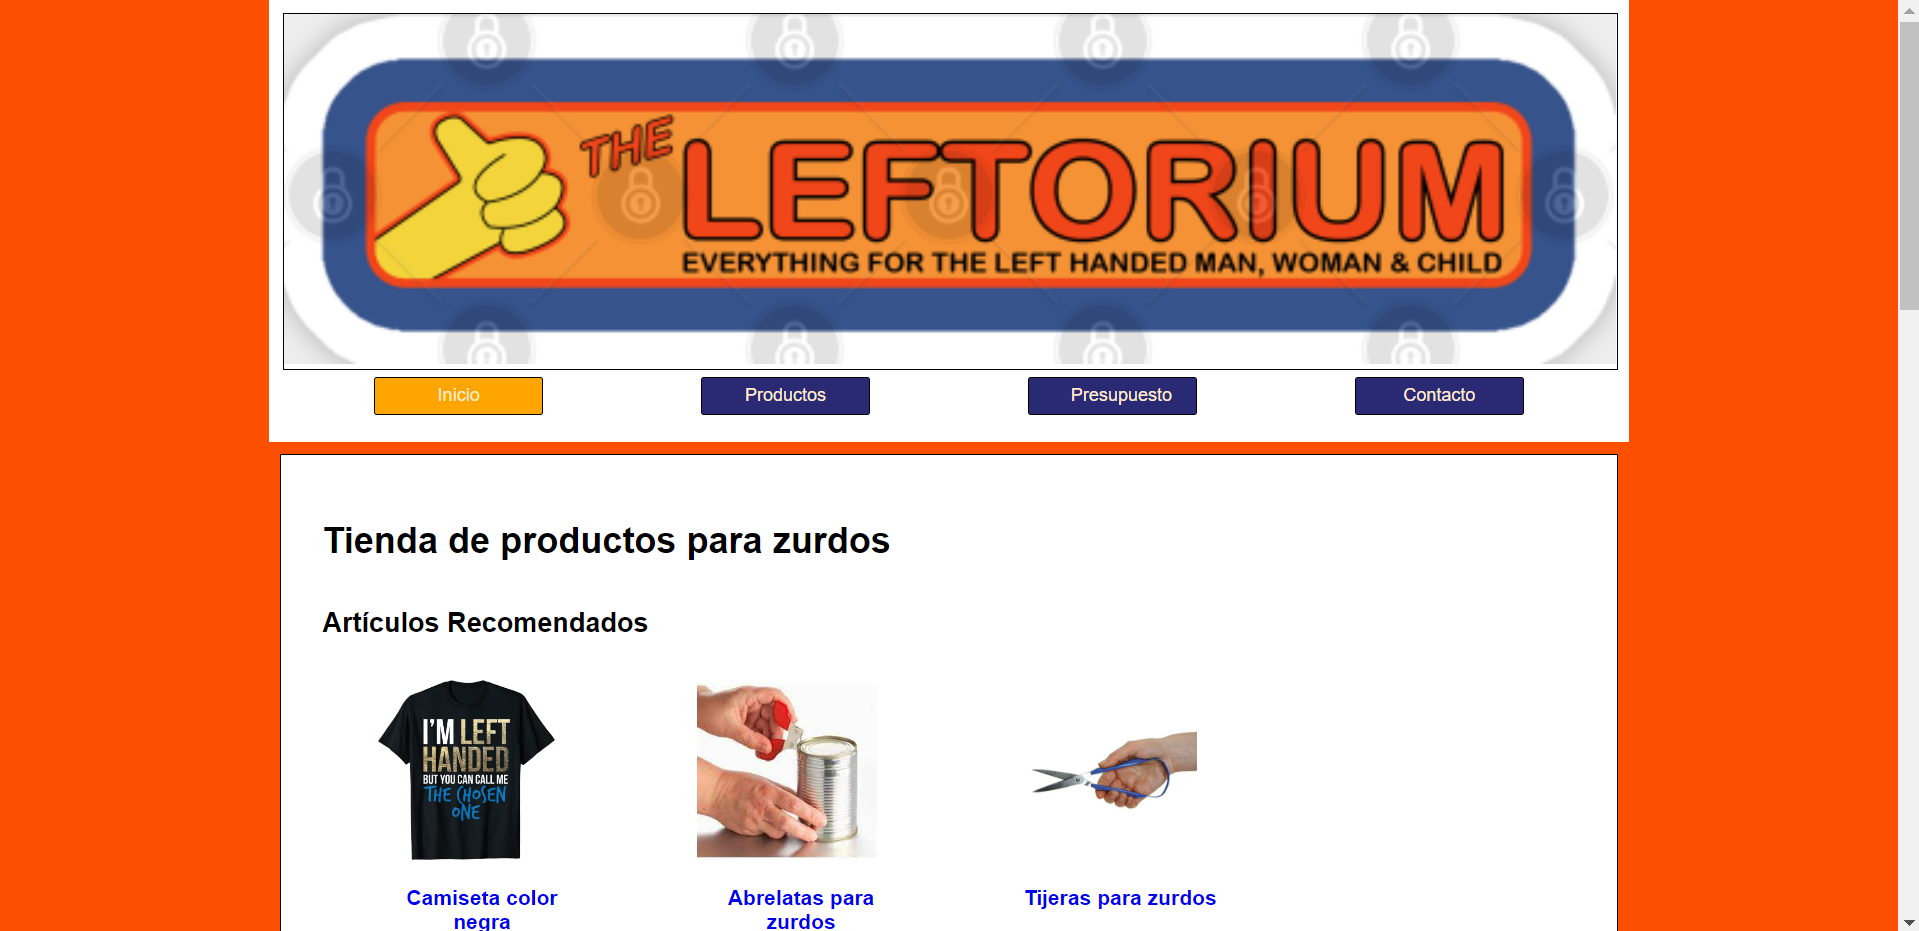 THE
LEFTORIUM
EVERYTHING FOR THE LEFT HANDED MAN, WOMAN & CHILD
Inicio
Productos
Presupuesto
Contacto
Tienda de productos para zurdos
Artículos Recomendados
I'M LEFT
HANDED
BUT YOU CAN CALL ME
THE CHOSEN
ONE
Camiseta color
negra
Abrelatas para
zurdos
Tijeras para zurdos